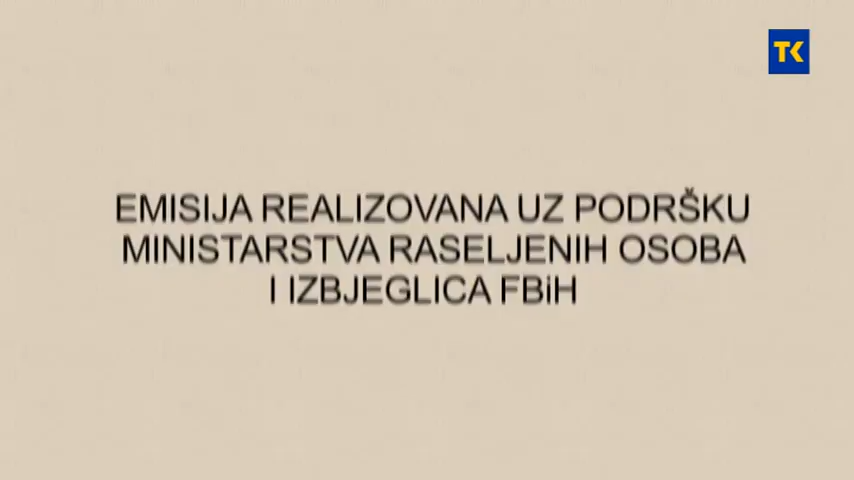 TK
EMISIJA REALIZOVANA UZ PODRŠKU
MINISTARSTVA RASELJENIH OSOBA
I IZBJEGLICA FBiH